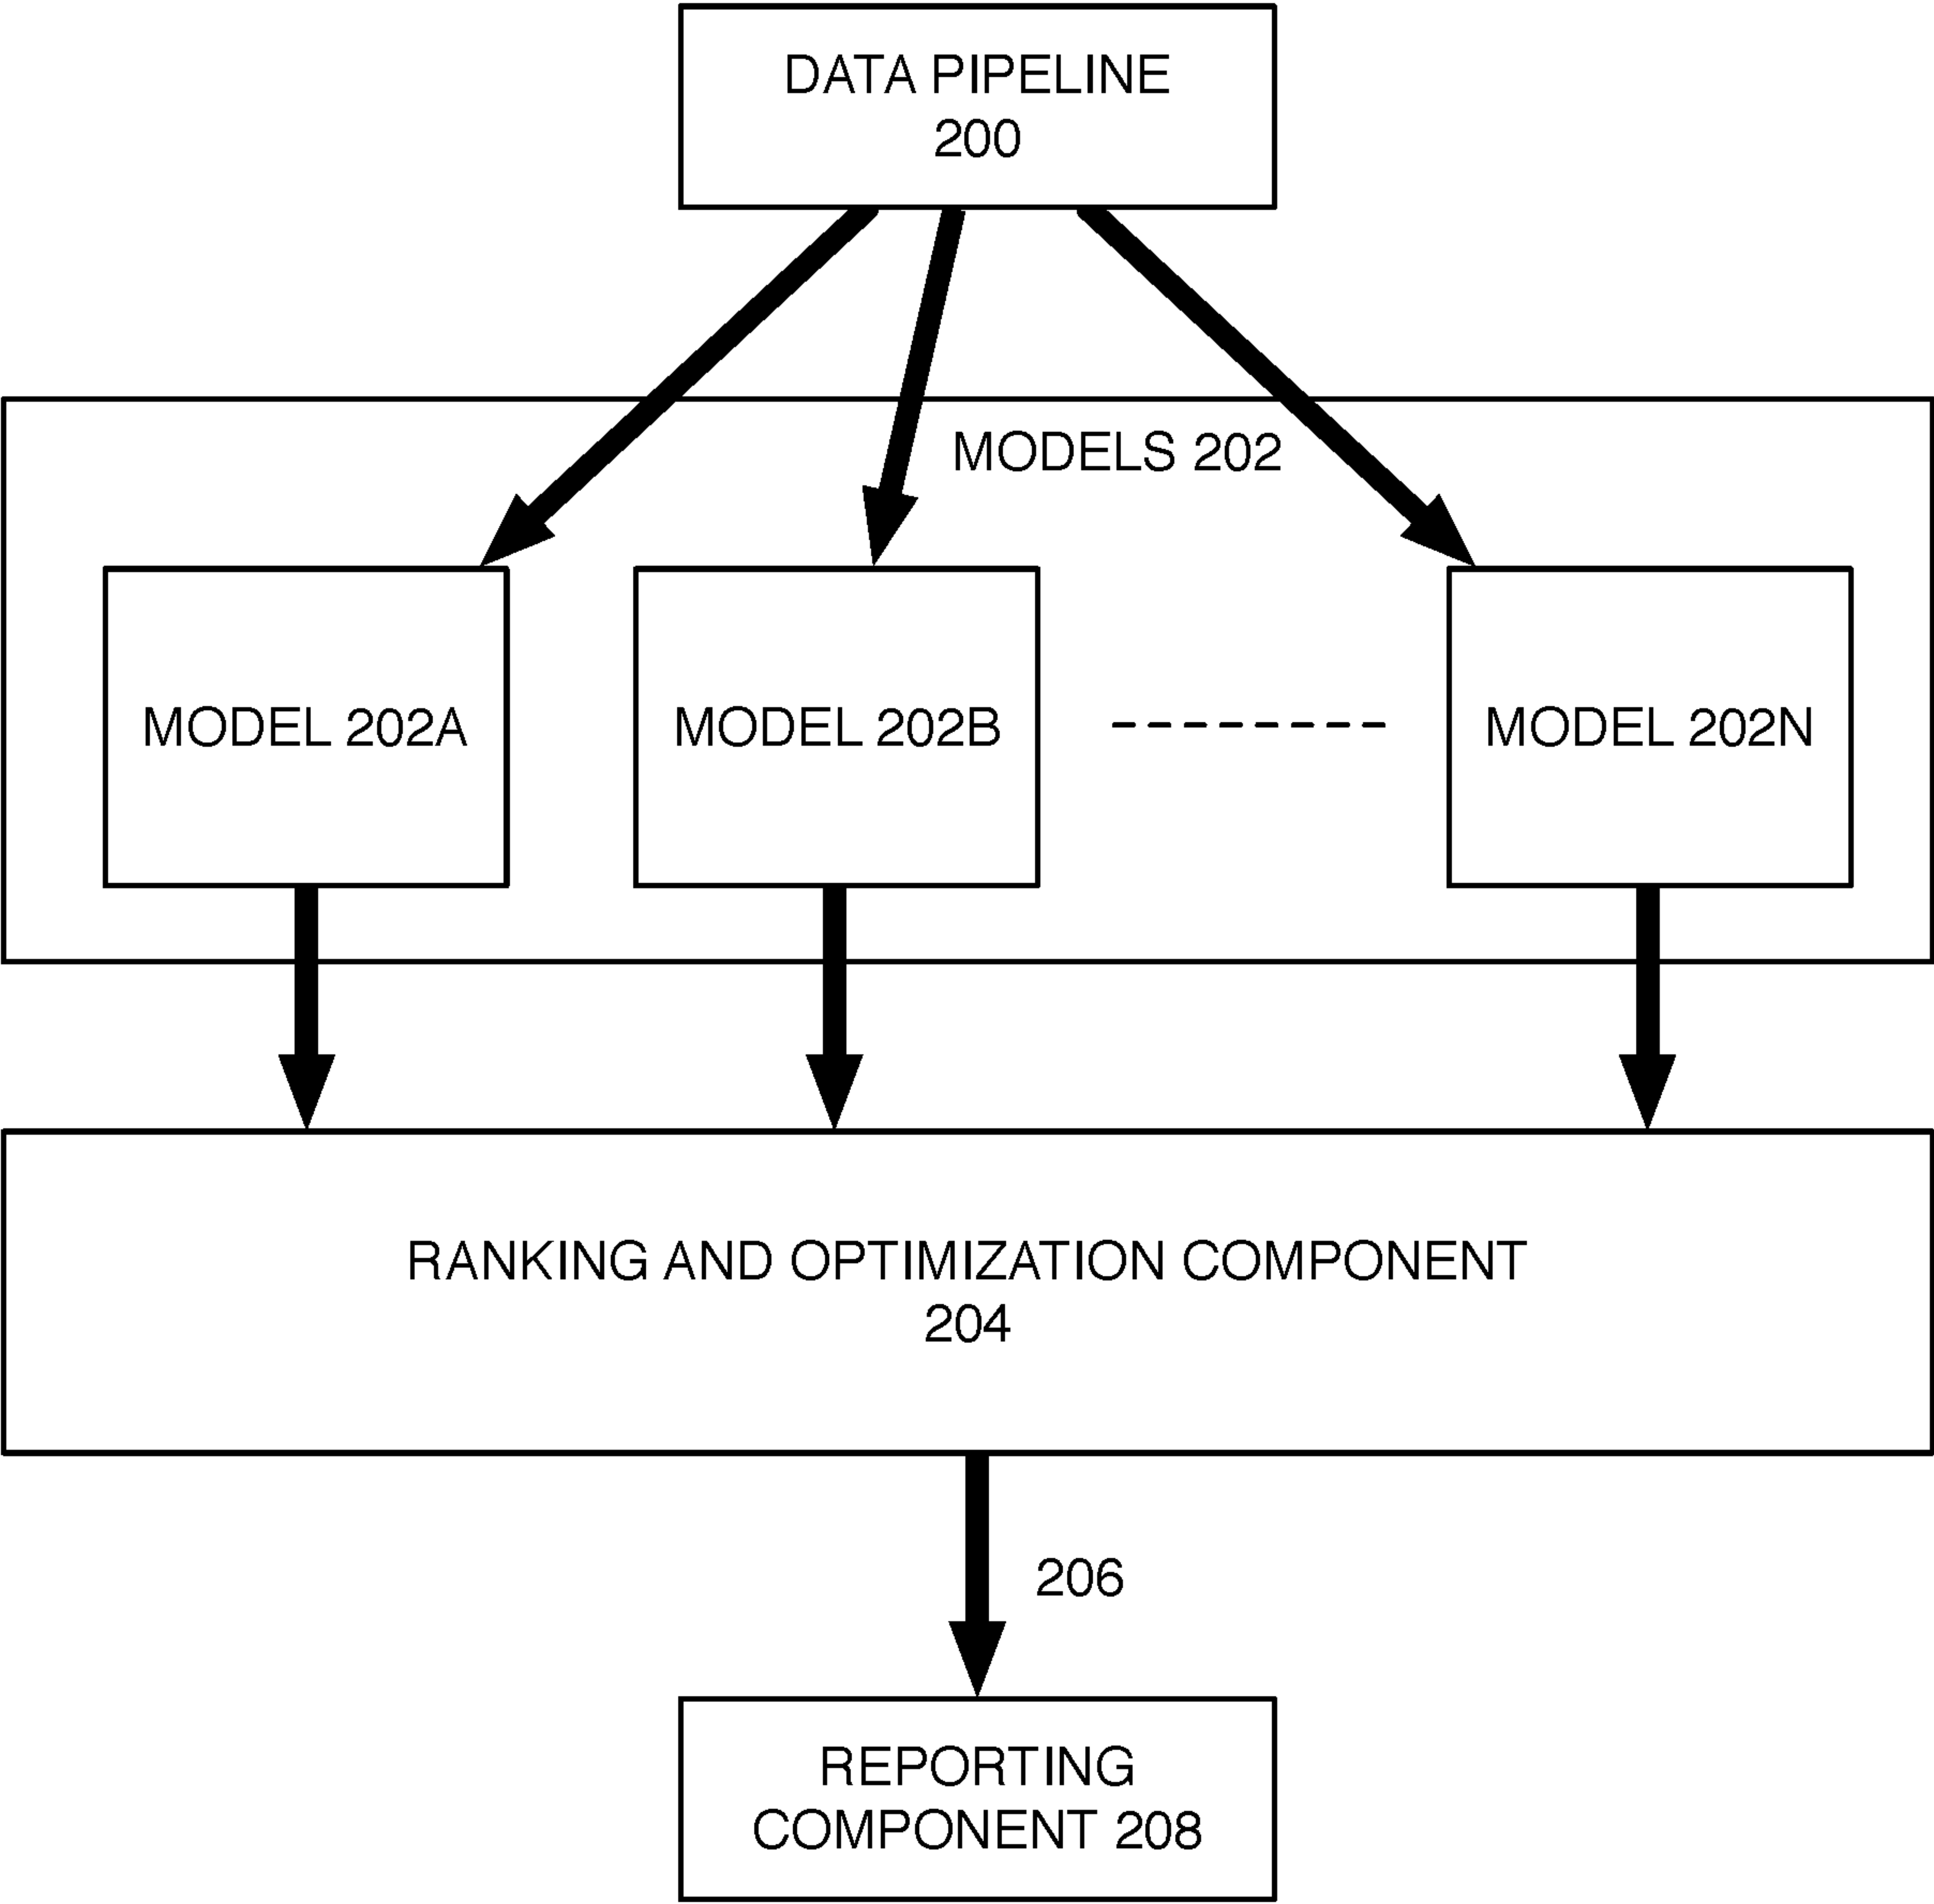 DATA PIPELINE
200
MODELS 202
MODEL 202A
MODEL 202B
MODEL 202N
RANKING AND OPTIMIZATION COMPONENT
204
206
REPORTING
COMPONENT 208